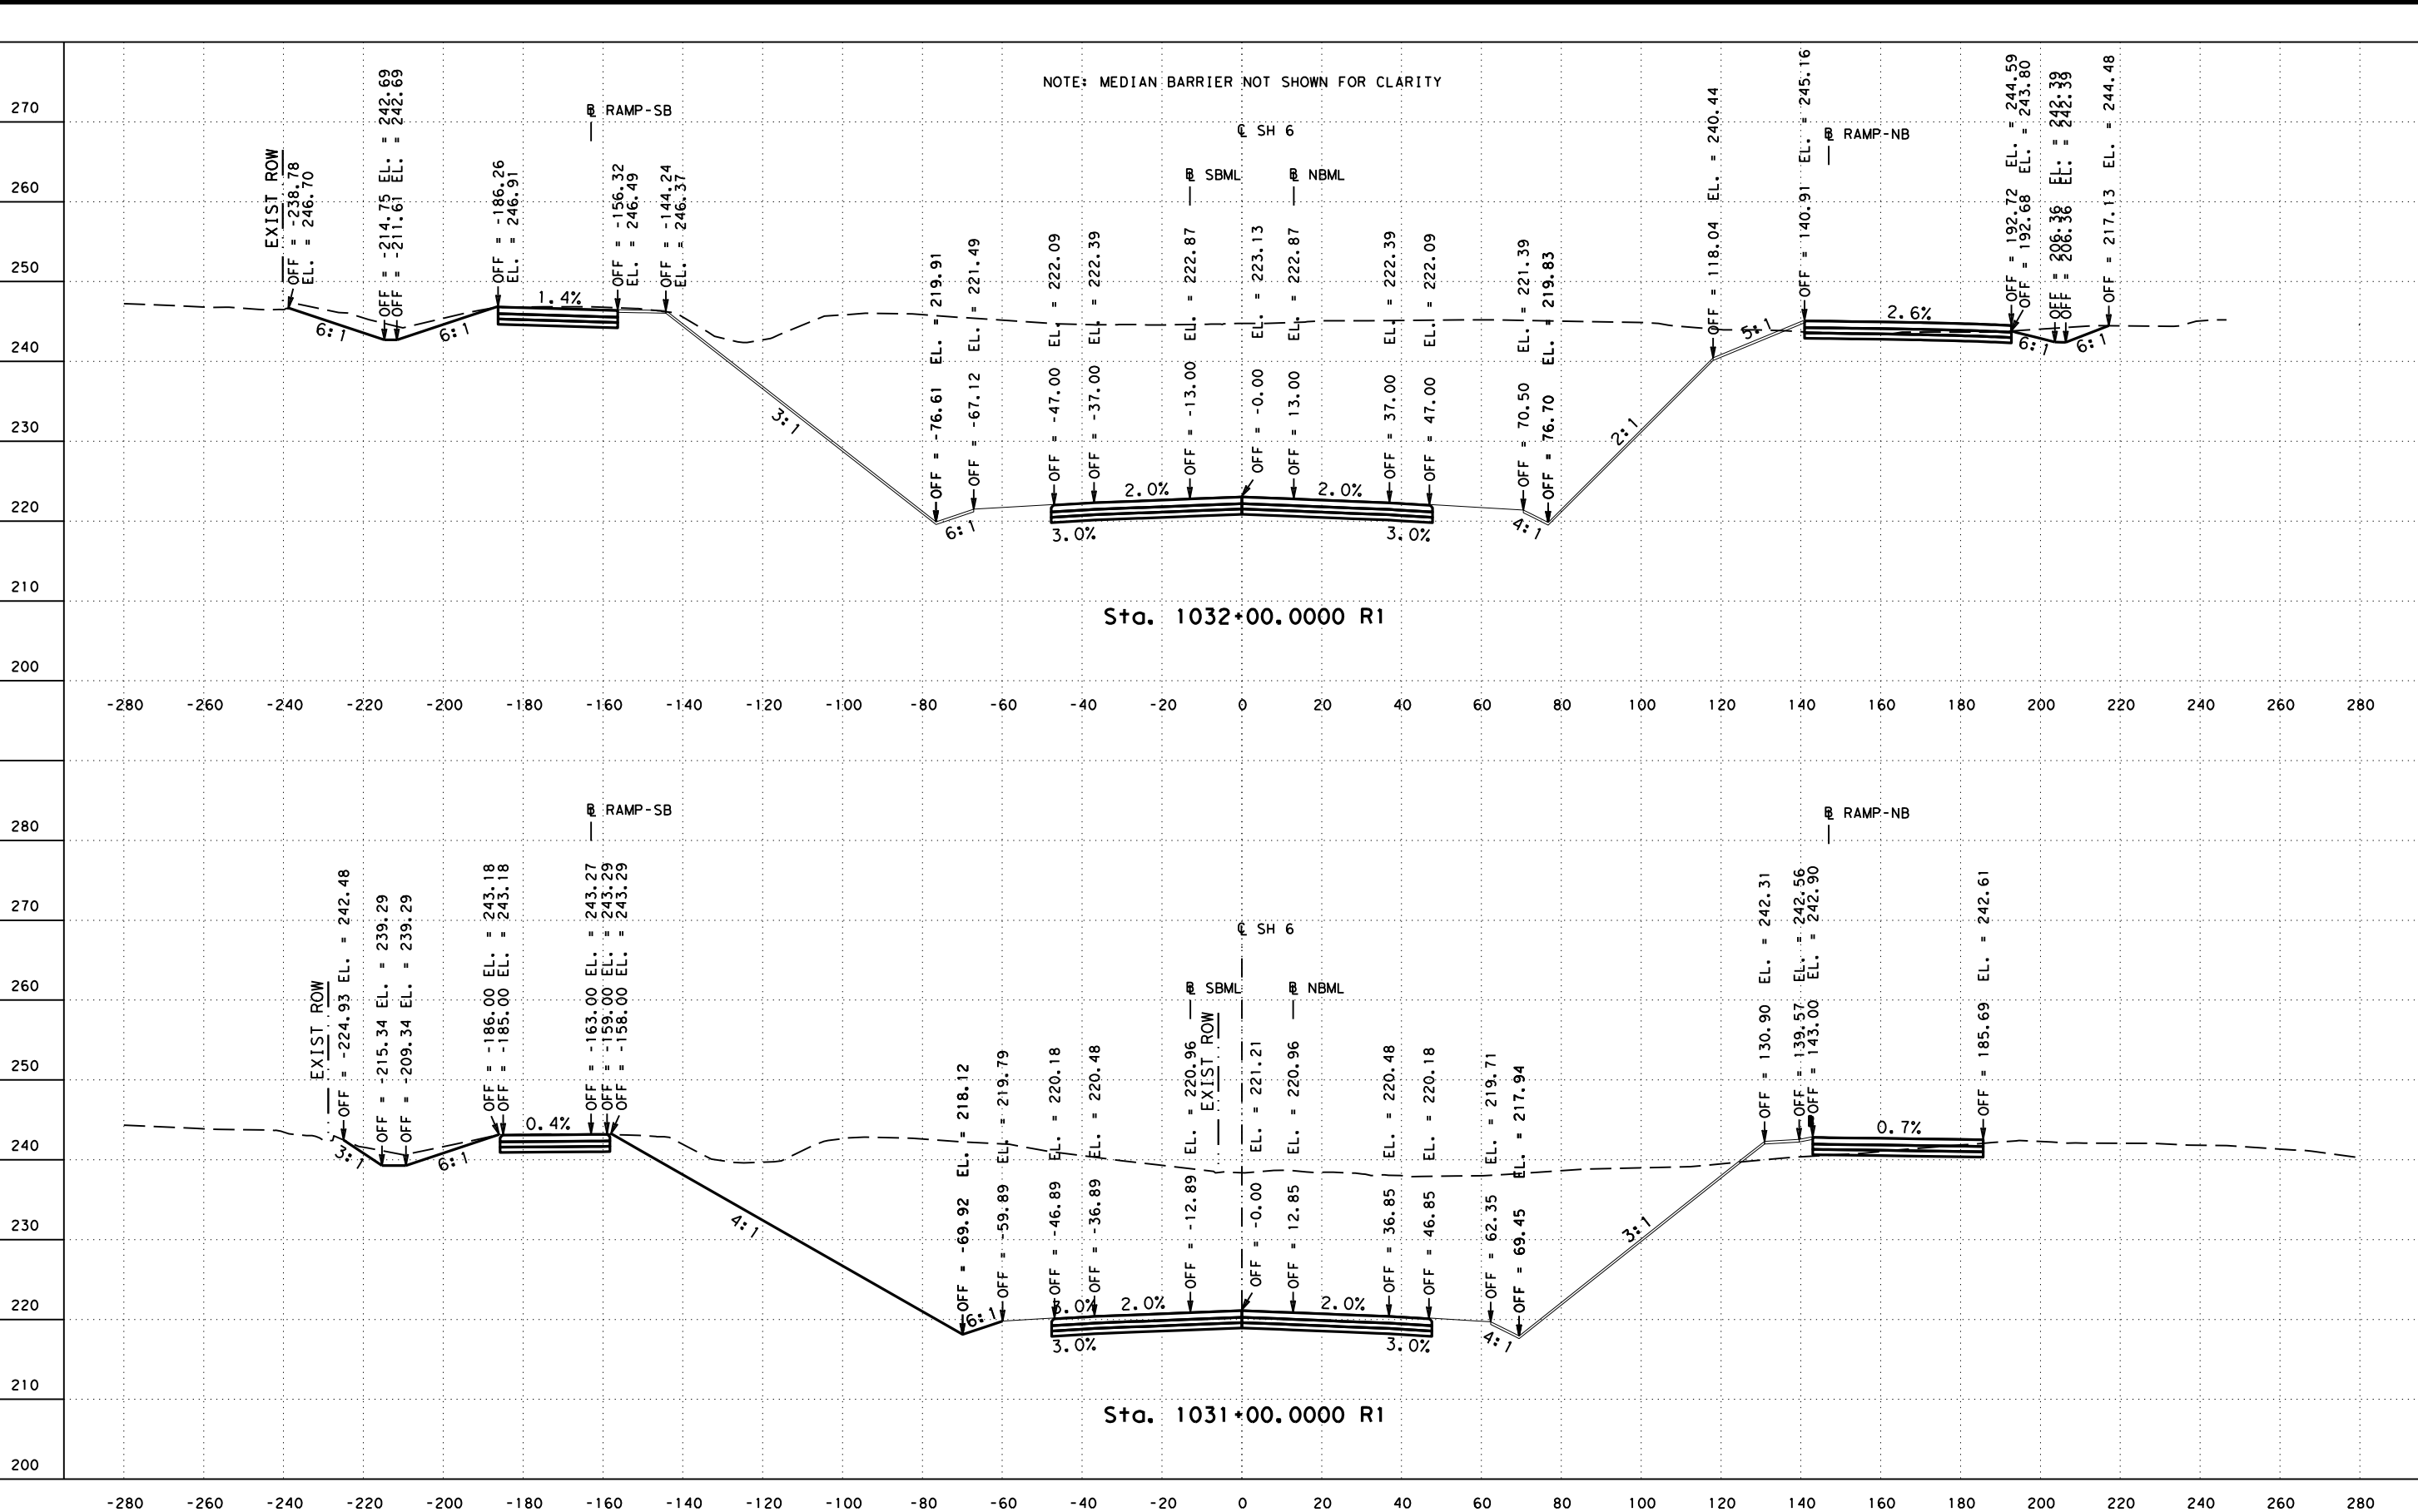 NOTE: MEDIAN BARRIER NOT SHOWN FOR CLARITY
270
260
250
240
230
220
210
200
EXIST ROW
OFF = -238.78
EL. = 246.70
OFF = -214.75 EL. = 242.69
OFF = -211.61 EL. = 242.69
OFF = -186.26
EL. = 246.91
RAMP-SB
OFF = -156.32
EL. = 246.49
OFF = -144.24
EL. = 246.37
OFF = -76.61 EL. = 219.91
OFF = -67.12 EL. = 221.49
OFF = -47.00 EL. = 222.09
OFF = -37.00 EL. = 222.39
SBML
OFF = -13.00 EL. = 222.87
SH 6
OFF = -0.00 EL. = 223.13
NBML
OFF = 13.00 EL. = 222.87
OFF = 37.00 EL. = 222.39
OFF = 47.00 EL. = 222.09
OFF = 70.50 EL. = 221.39
OFF = 76.70 EL. = 219.83
OFF = 118.04 EL. = 240.44
OFF = 140.91 EL. = 245.16
RAMP-NB
OFF = 192.72 EL. = 244.59
OFF = 192.68 EL. = 243.80
OFF = 206.36 EL. = 242.39
OFF = 217.13 EL. = 244.48
6:1
6:1
1.4%
3:1
6:1
3.0%
2.0%
2.0%
3.0%
4:1
2:1
5:1
2.6%
6:1
6:1
Sta. 1032+00.0000 R1
-280 -260 -240 -220 -200 -180 -160 -140 -120 -100 -80 -60 -40 -20 0 20 40 60 80 100 120 140 160 180 200 220 240 260 280
280
270
260
250
240
230
220
210
200
EXIST ROW
OFF = -224.93 EL. = 242.48
OFF = -215.34 EL. = 239.29
OFF = -209.34 EL. = 239.29
OFF = -186.00 EL. = 243.18
OFF = -185.00 EL. = 243.18
RAMP-SB
OFF = -163.00 EL. = 243.27
OFF = -159.00 EL. = 243.29
OFF = -158.00 EL. = 243.29
OFF = -69.92 EL. = 218.12
OFF = -59.89 EL. = 219.79
OFF = -46.89 EL. = 220.18
OFF = -36.89 EL. = 220.48
SBML
OFF = -12.89 EL. = 220.96
EXIST ROW
SH 6
OFF = -0.00 EL. = 221.21
NBML
OFF = 12.85 EL. = 220.96
OFF = 36.85 EL. = 220.48
OFF = 46.85 EL. = 220.18
OFF = 62.35 EL. = 219.71
OFF = 69.45 EL. = 217.94
OFF = 130.90 EL. = 242.31
OFF = 139.57 EL. = 242.56
OFF = 143.00 EL. = 242.90
RAMP-NB
OFF = 185.69 EL. = 242.61
3:1
6:1
0.4%
4:1
6:1
3.0%
3.0%
2.0%
2.0%
3.0%
4:1
3:1
0.7%
Sta. 1031+00.0000 R1
-280 -260 -240 -220 -200 -180 -160 -140 -120 -100 -80 -60 -40 -20 0 20 40 60 80 100 120 140 160 180 200 220 240 260 280